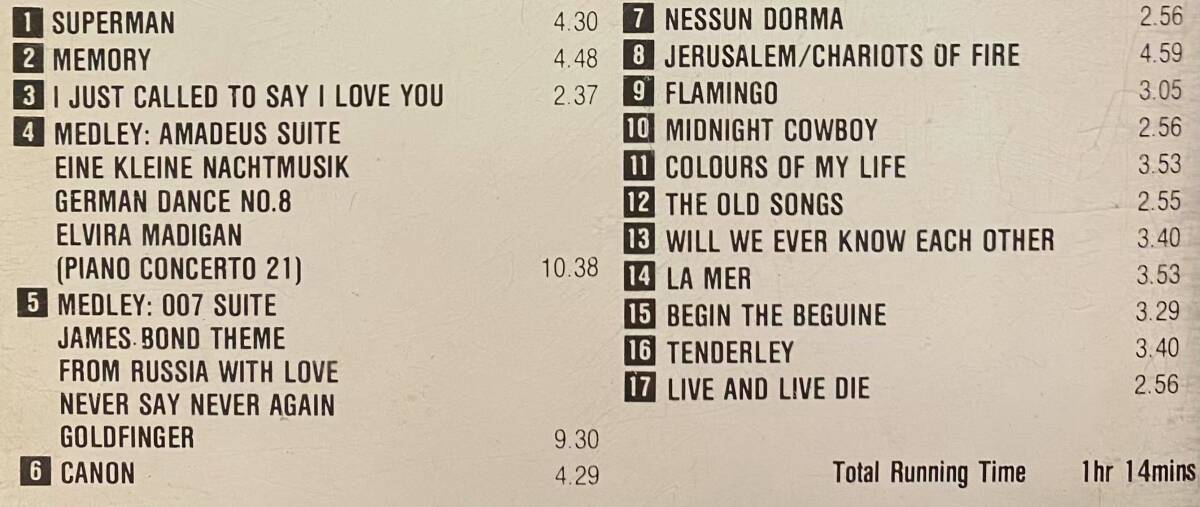 1 SUPERMAN 4.30
2 MEMORY 4.48
3 I JUST CALLED TO SAY I LOVE YOU 2.37
4 MEDLEY: AMADEUS SUITE
EINE KLEINE NACHTMUSIK
GERMAN DANCE NO.8
ELVIRA MADIGAN
(PIANO CONCERTO 21) 10.38
5 MEDLEY: 007 SUITE
JAMES BOND THEME
FROM RUSSIA WITH LOVE
NEVER SAY NEVER AGAIN
GOLDFINGER 9.30
6 CANON 4.29
7 NESSUN DORMA 2.56
8 JERUSALEM/CHARIOTS OF FIRE 4.59
9 FLAMINGO 3.05
10 MIDNIGHT COWBOY 2.56
11 COLOURS OF MY LIFE 3.53
12 THE OLD SONGS 2.55
13 WILL WE EVER KNOW EACH OTHER 3.40
14 LA MER 3.53
15 BEGIN THE BEGUINE 3.29
16 TENDERLEY 3.40
17 LIVE AND LIVE DIE 2.56
Total Running Time 1hr 14mins